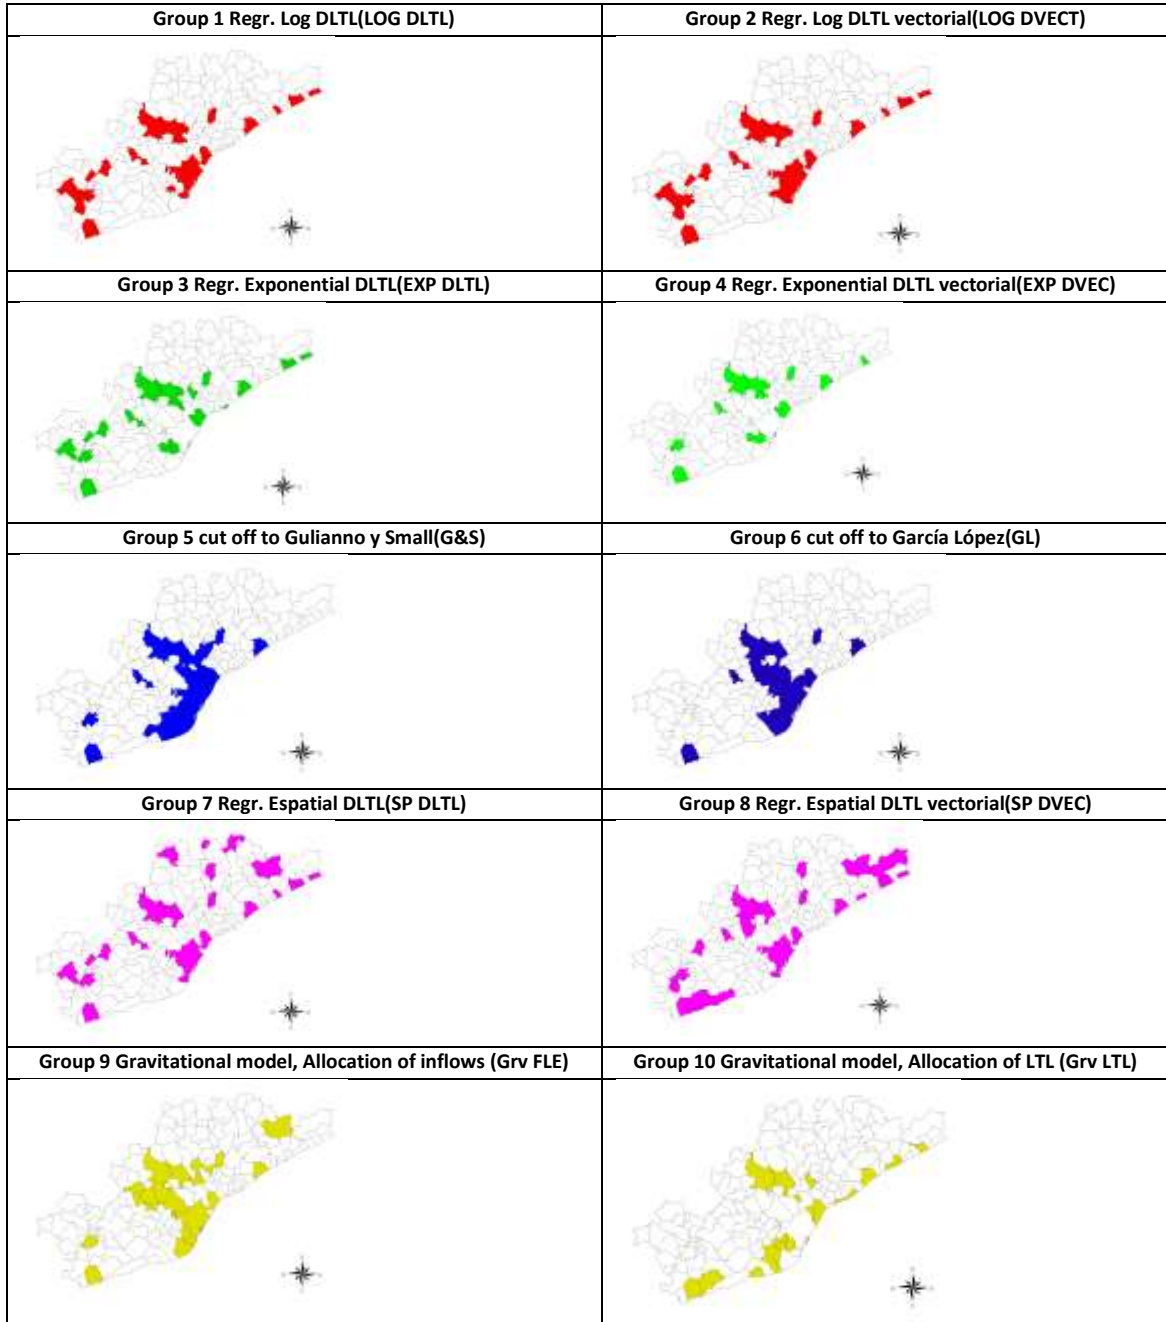 Group 1 Regr. Log DLTL(LOG DLTL)
Group 2 Regr. Log DLTL vectorial(LOG DVECT)
Group 3 Regr. Exponential DLTL(EXP DLTL)
Group 4 Regr. Exponential DLTL vectorial(EXP DVEC)
Group 5 cut off to Gulianno y Small(G&S)
Group 6 cut off to García López(GL)
Group 7 Regr. Espatial DLTL(SP DLTL)
Group 8 Regr. Espatial DLTL vectorial(SP DVEC)
Group 9 Gravitational model, Allocation of inflows (Grv FLE)
Group 10 Gravitational model, Allocation of LTL (Grv LTL)